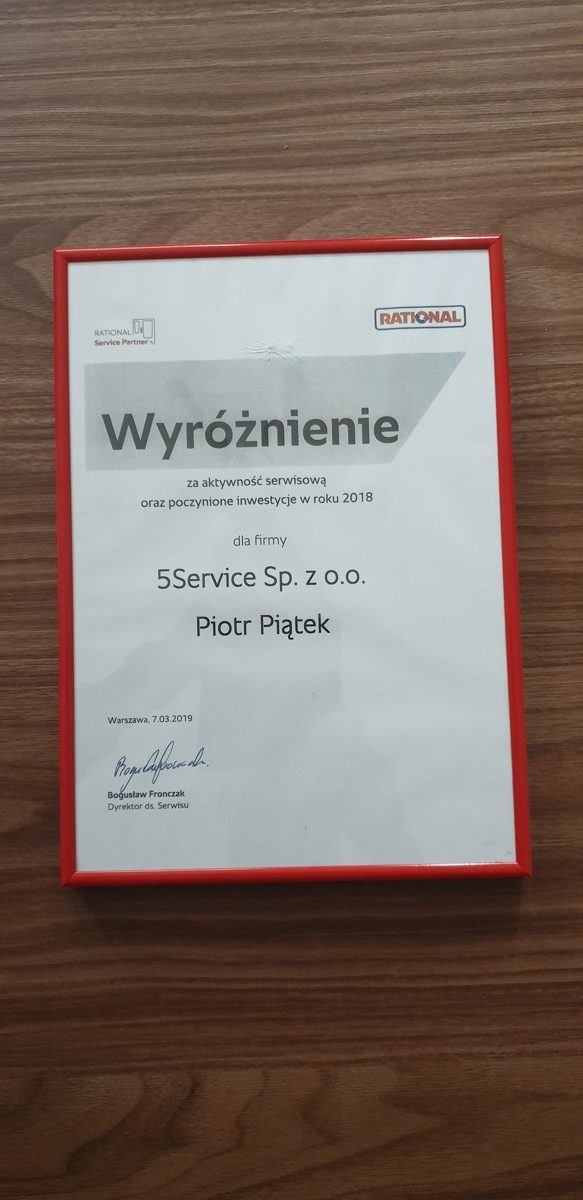 RATIONAL
Service Partner
RATIONAL
Wyróżnienie
za aktywność serwisową
oraz poczynione inwestycje w roku 2018
dla firmy
5Service Sp. z o.o.
Piotr Piątek
Warszawa, 7.03.2019
Bogusław Fronczak
Dyrektor ds. Serwisu